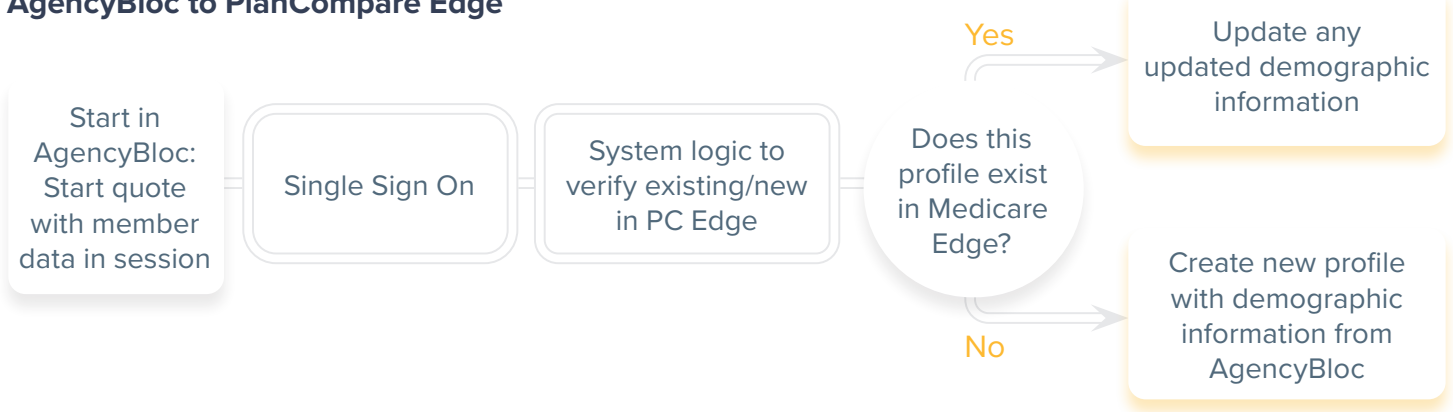 AgencyBloc to PlanCompare Edge
Start in
AgencyBloc:
Start quote
with member
data in session
Single Sign On
System logic to
verify existing/new
in PC Edge
Does this
profile exist
in Medicare
Edge?
Yes
Update any
updated demographic
information
No
Create new profile
with demographic
information from
AgencyBloc